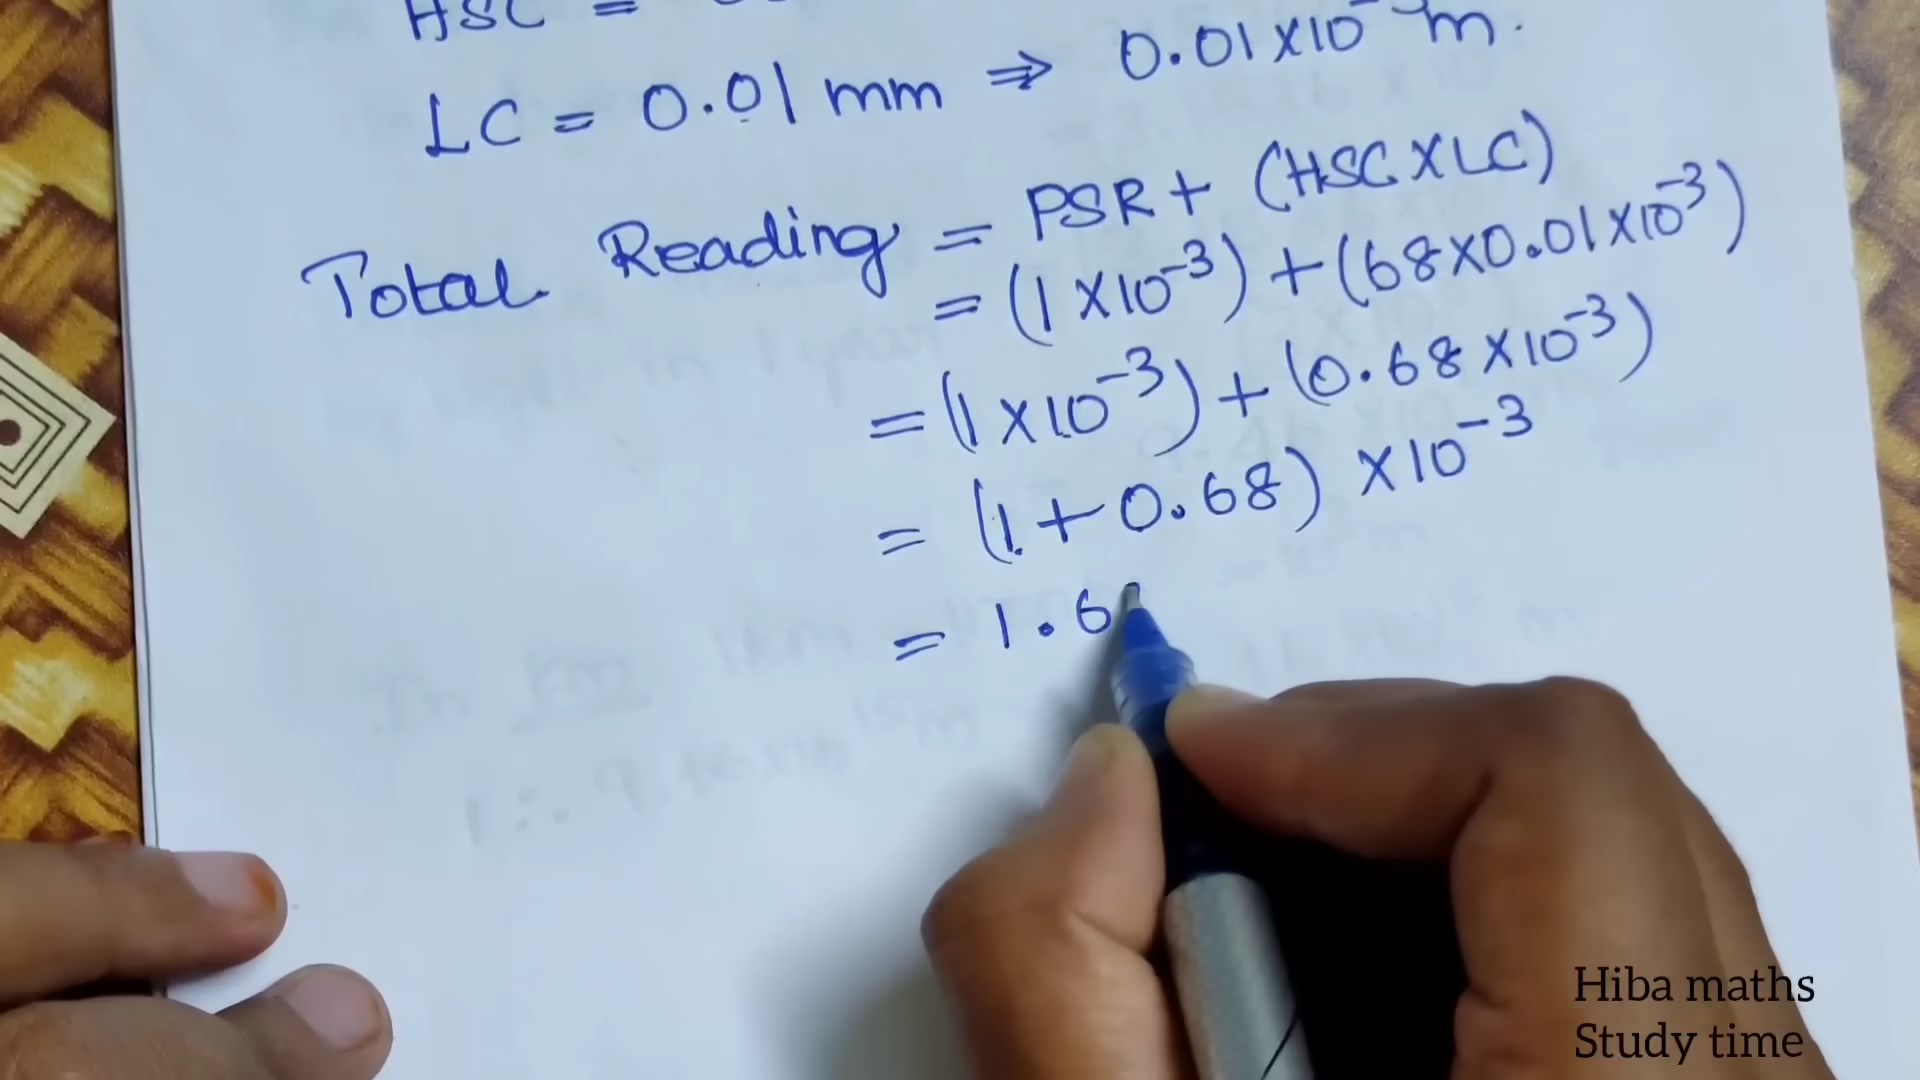 HSC =
LC = 0.01 mm ⇒ 0.01×10⁻ m.
Total Reading = PSR + (HSC×LC)
= (1×10⁻³) + (68×0.01×10⁻³)
= (1×10⁻³) + (0.68×10⁻³)
= (1+0.68) ×10⁻³
= 1.6
Hiba maths
Study time